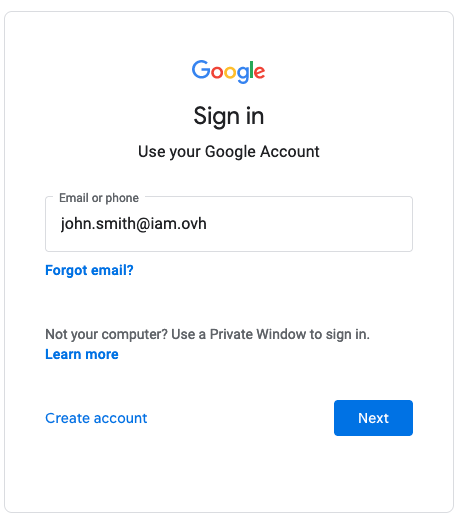 Google
Sign in
Use your Google Account
Email or phone
john.smith@iam.ovh
Forgot email?
Not your computer? Use a Private Window to sign in.
Learn more
Create account
Next